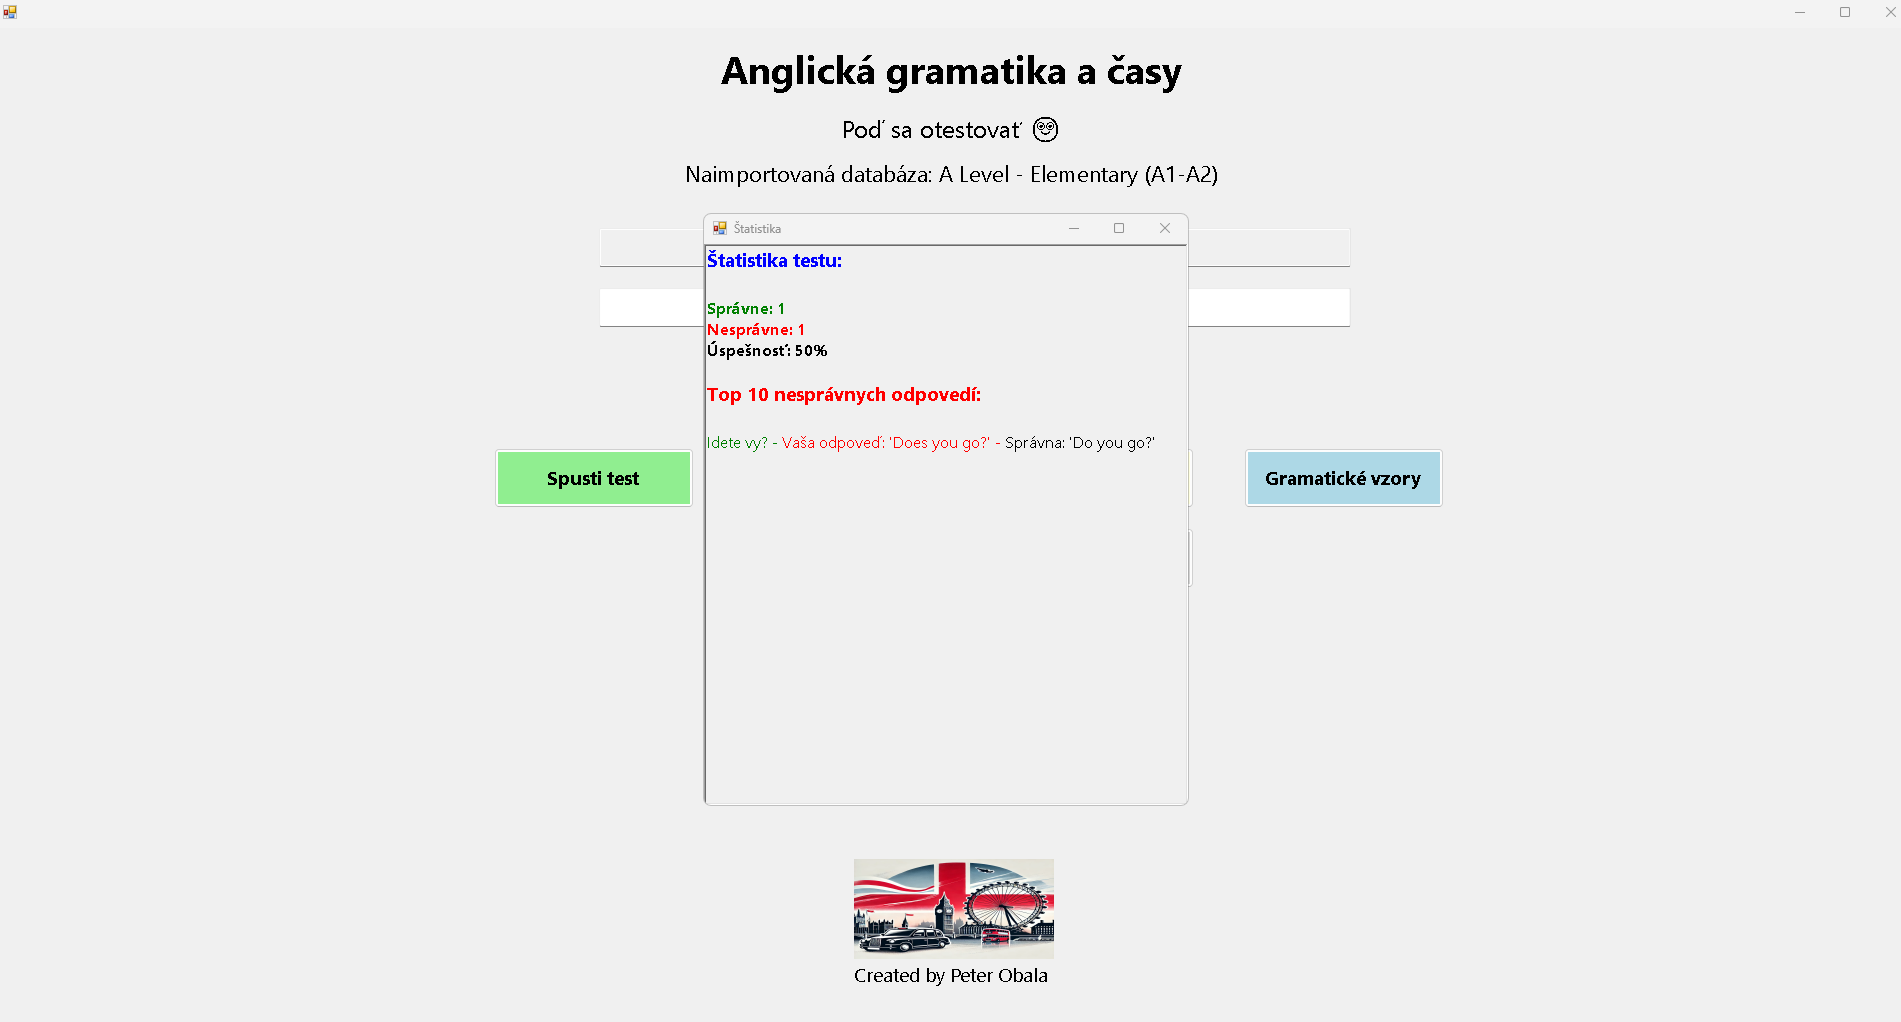 Anglická gramatika a časy
Poď sa otestovať
Naimportovaná databáza: A Level - Elementary (A1-A2)
Štatistika
Štatistika testu:
Správne: 1
Nesprávne: 1
Úspešnosť: 50%
Top 10 nesprávnych odpovedí:
Idete vy? - Vaša odpoveď: 'Does you go?' - Správna: 'Do you go?'
Spusti test
Gramatické vzory
Created by Peter Obala